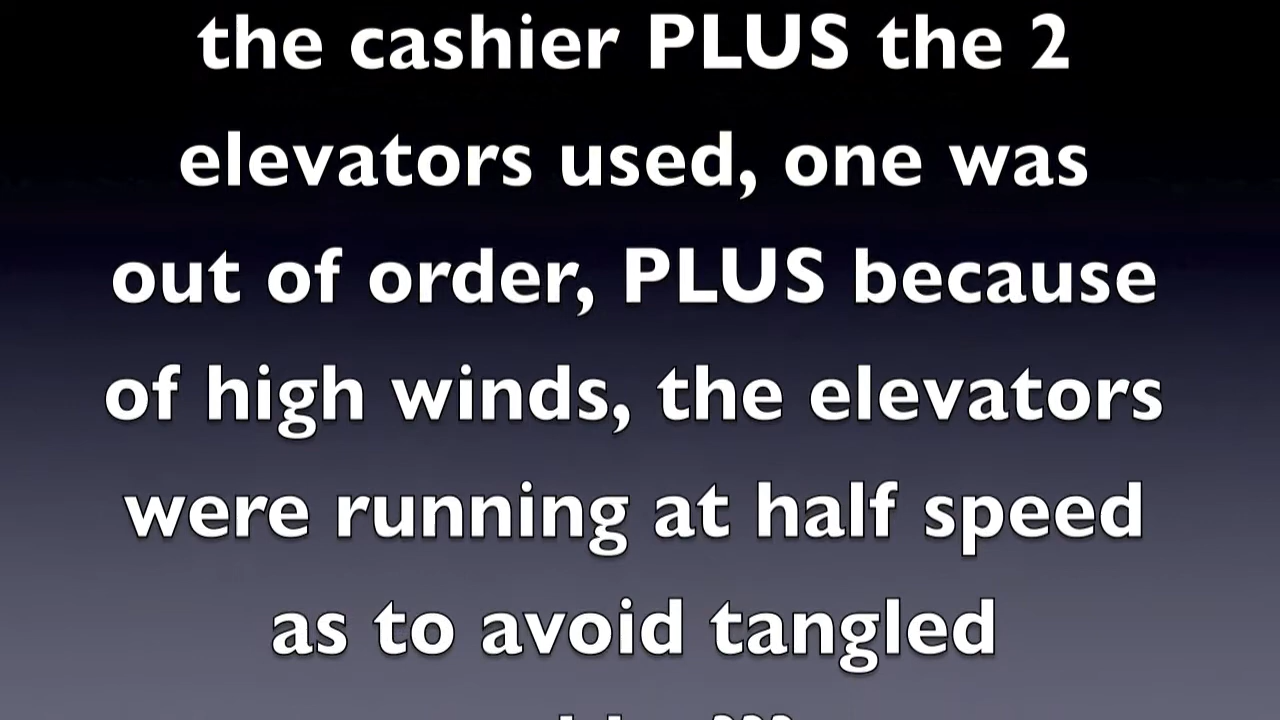 the cashier PLUS the 2
elevators used, one was
out of order, PLUS because
of high winds, the elevators
were running at half speed
as to avoid tangled